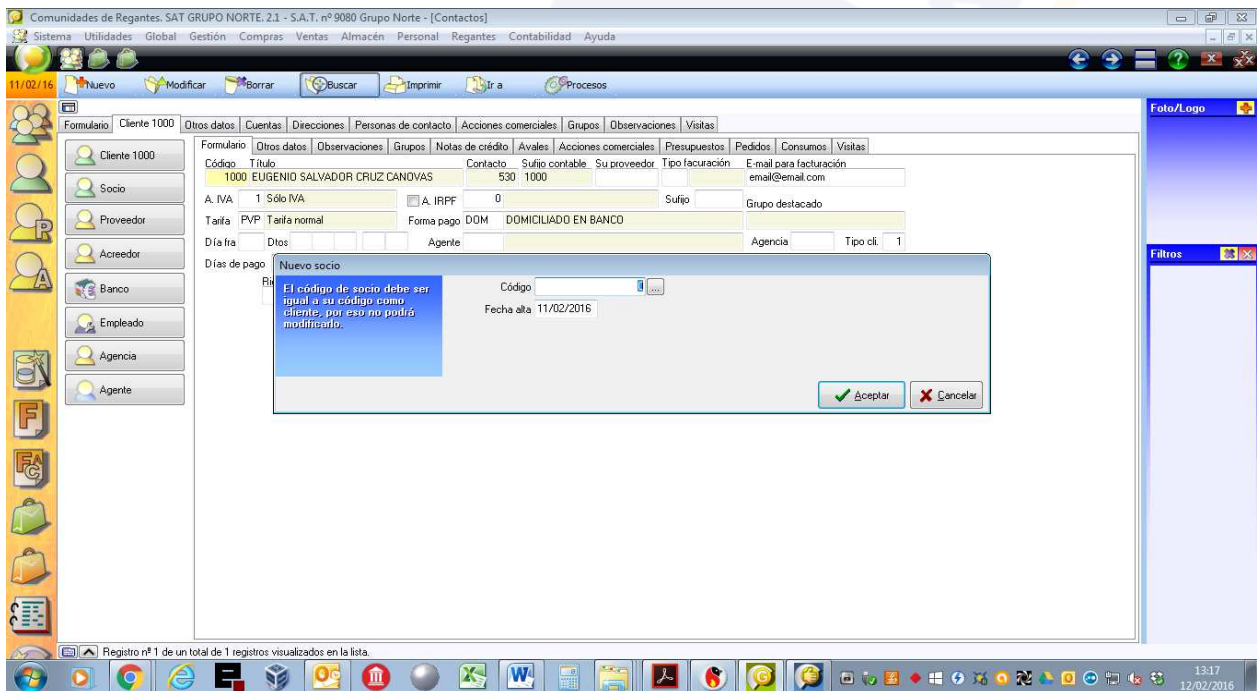 Comunidades de Regantes. SAT GRUPO NORTE. 2.1 - S.A.T. nº 9080 Grupo Norte - [Contactos]
Sistema Utilidades Global Gestión Compras Ventas Almacén Personal Regantes Contabilidad Ayuda
11/02/16 Nuevo Modificar Borrar Buscar Imprimir Ir a Procesos
Foto/Logo
Formulario Cliente 1000 Otros datos Cuentas Direcciones Personas de contacto Acciones comerciales Grupos Observaciones Visitas
Formulario Otros datos Observaciones Grupos Notas de crédito Avales Acciones comerciales Presupuestos Pedidos Consumos Visitas
Cliente 1000
Socio
Proveedor
Acreedor
Banco
Empleado
Agencia
Agente
Código Título Contacto Sufijo contable Su proveedor Tipo facuración E-mail para facturación
1000 EUGENIO SALVADOR CRUZ CANOVAS 530 1000 email@email.com
A. IVA 1 Sólo IVA A. IRPF 0 Sufijo Grupo destacado
Tarifa PVP Tarifa normal Forma pago DOM DOMICILIADO EN BANCO
Día fra Dtos Agente Agencia Tipo cli. 1
Días de pago
Filtros
Nuevo socio
El código de socio debe ser
igual a su código como
cliente, por eso no podrá
modificarlo.
Código ...
Fecha alta 11/02/2016
Aceptar Cancelar
Registro nº 1 de un total de 1 registros visualizados en la lista.
13:17
12/02/2016